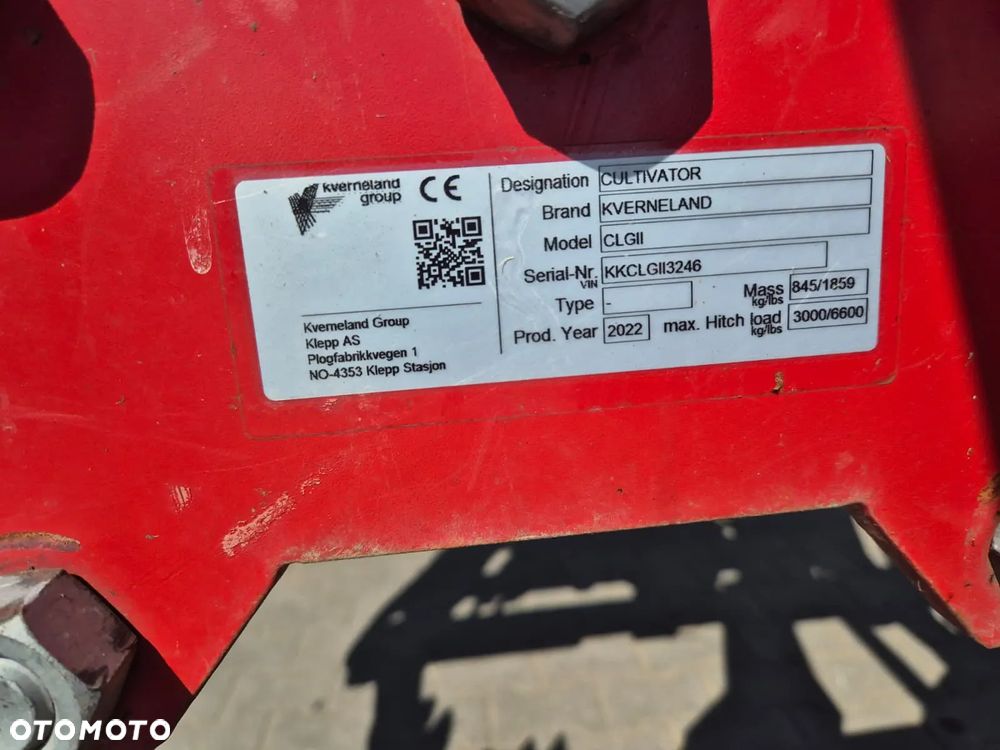 kverneland
group
CE
Kverneland Group
Klepp AS
Plogfabrikkvegen 1
NO-4353 Klepp Stasjon
Designation CULTIVATOR
Brand KVERNELAND
Model CLGII
Serial-Nr. KKCLGII3246
VIN
Type - Mass 845/1859
kg/lbs
Prod. Year 2022 max. Hitch load 3000/6600
kg/lbs
OTOMOTO